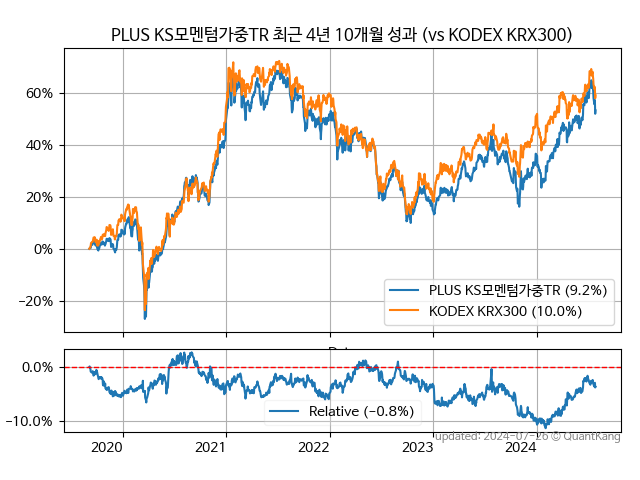 PLUS KS모멘텀가중TR 최근 4년 10개월 성과 (vs KODEX KRX300)
60%
40%
20%
0%
−20%
PLUS KS모멘텀가중TR (9.2%)
KODEX KRX300 (10.0%)
0.0%
−10.0%
Relative (−0.8%)
2020 2021 2022 2023 2024
updated: 2024-07-26 © QuantKang